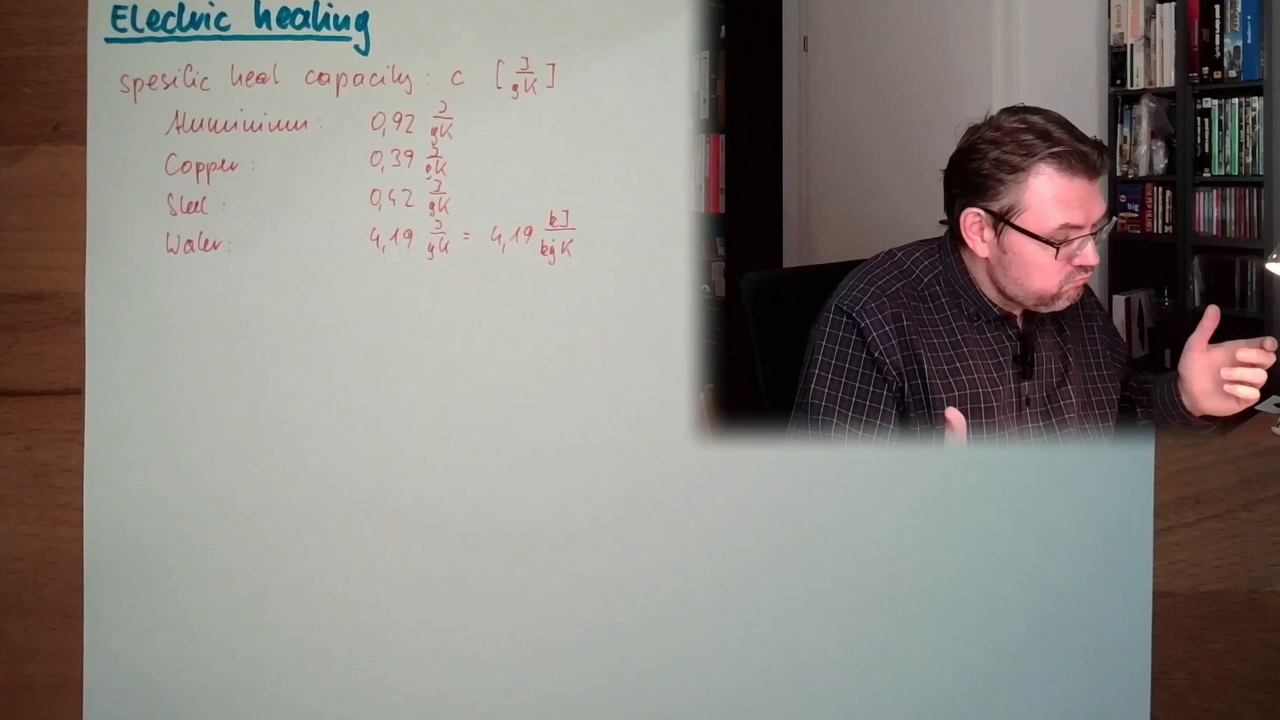 Electric heating
spesific heat capacity: c [J/gK]
Aluminium: 0,92 J/gK
Copper: 0,39 J/gK
Steel: 0,42 J/gK
Water: 4,19 J/gK = 4,19 kJ/kgK
big